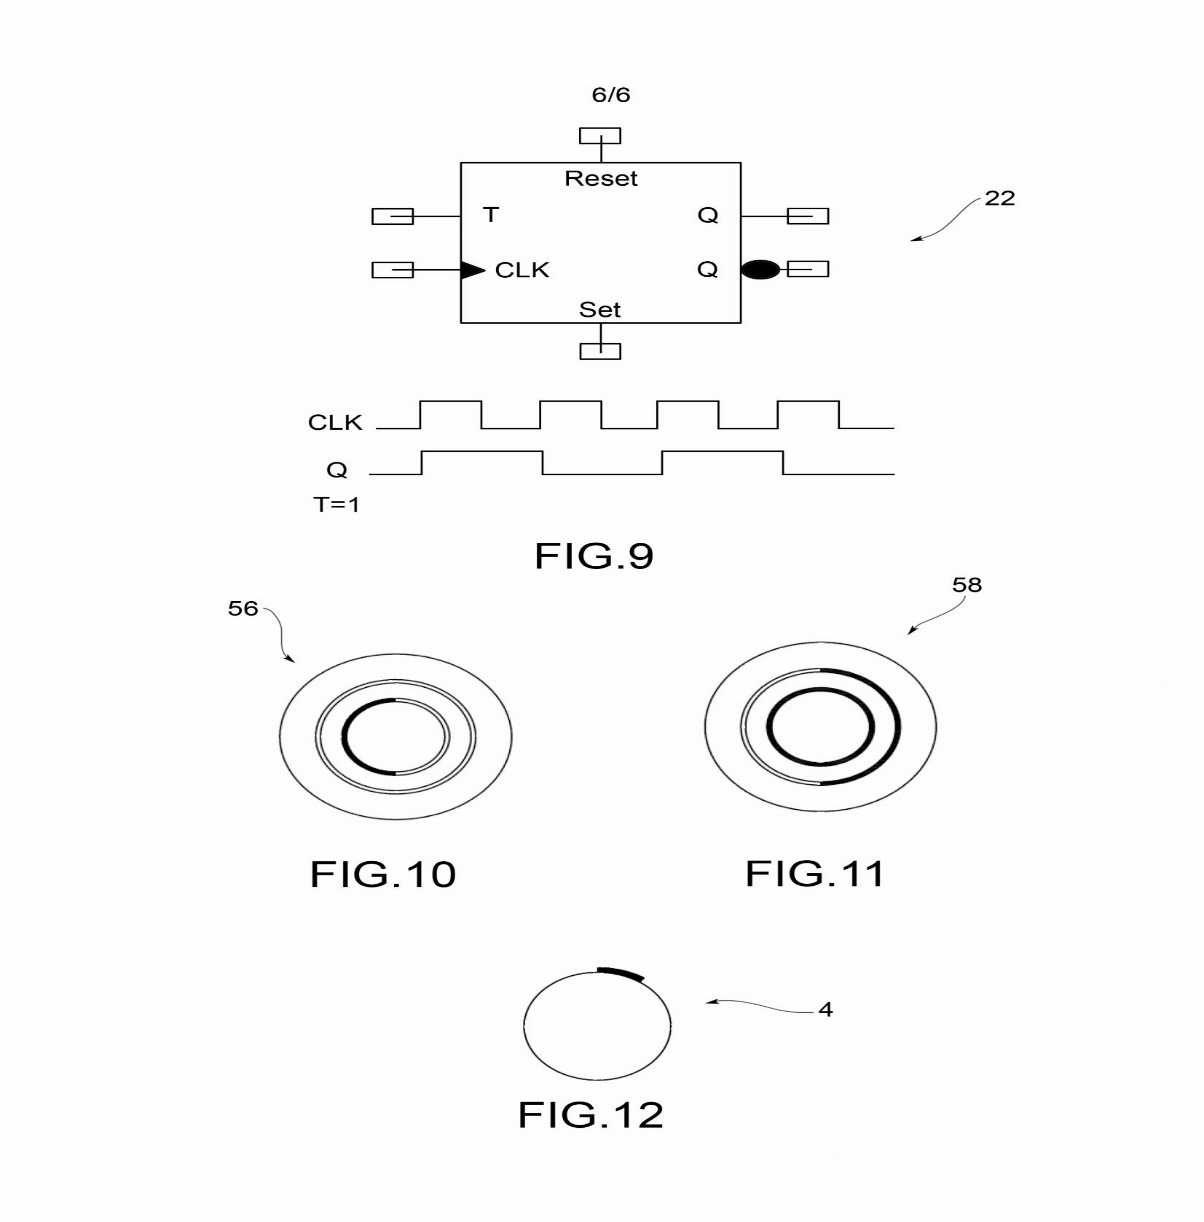 6/6
Reset
T Q
22
CLK Q
Set
CLK
Q
T=1
FIG.9
56
58
FIG.10
FIG.11
4
FIG.12